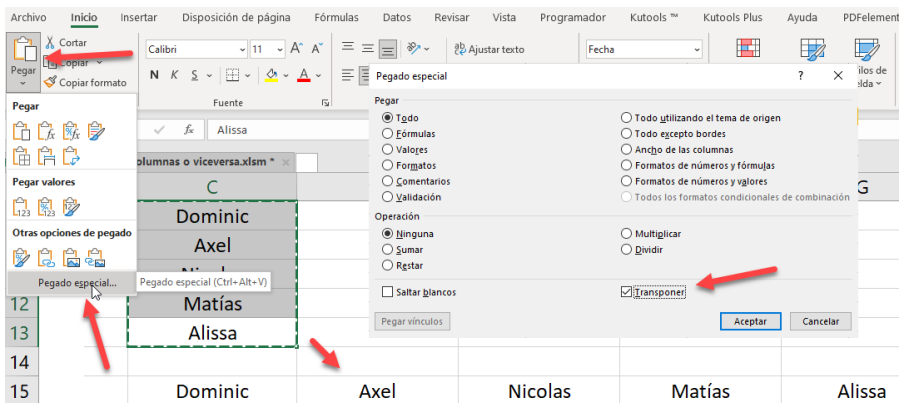 Archivo Inicio Insertar Disposición de página Fórmulas Datos Revisar Vista Programador Kutools ™ Kutools Plus Ayuda PDFelement
Cortar
Copiar
Copiar formato
Pegar
Calibri 11 A A
N K S A
Fuente
Ajustar texto
Fecha
Pegado especial ? ×
Pegar
Todo
Fórmulas
Valores
Formatos
Comentarios
Validación
Todo utilizando el tema de origen
Todo excepto bordes
Ancho de las columnas
Formatos de números y fórmulas
Formatos de números y valores
Todos los formatos condicionales de combinación
Operación
Ninguna
Sumar
Restar
Multiplicar
Dividir
Saltar blancos
Transponer
Pegar vínculos
Aceptar Cancelar
Pegar
Pegar valores
123 123
Otras opciones de pegado
Pegado especial...
Pegado especial (Ctrl+Alt+V)
fx Alissa
olumnas o viceversa.xlsm *
C G
Dominic
Axel
12 Matías
13 Alissa
14
15 Dominic Axel Nicolas Matías Alissa